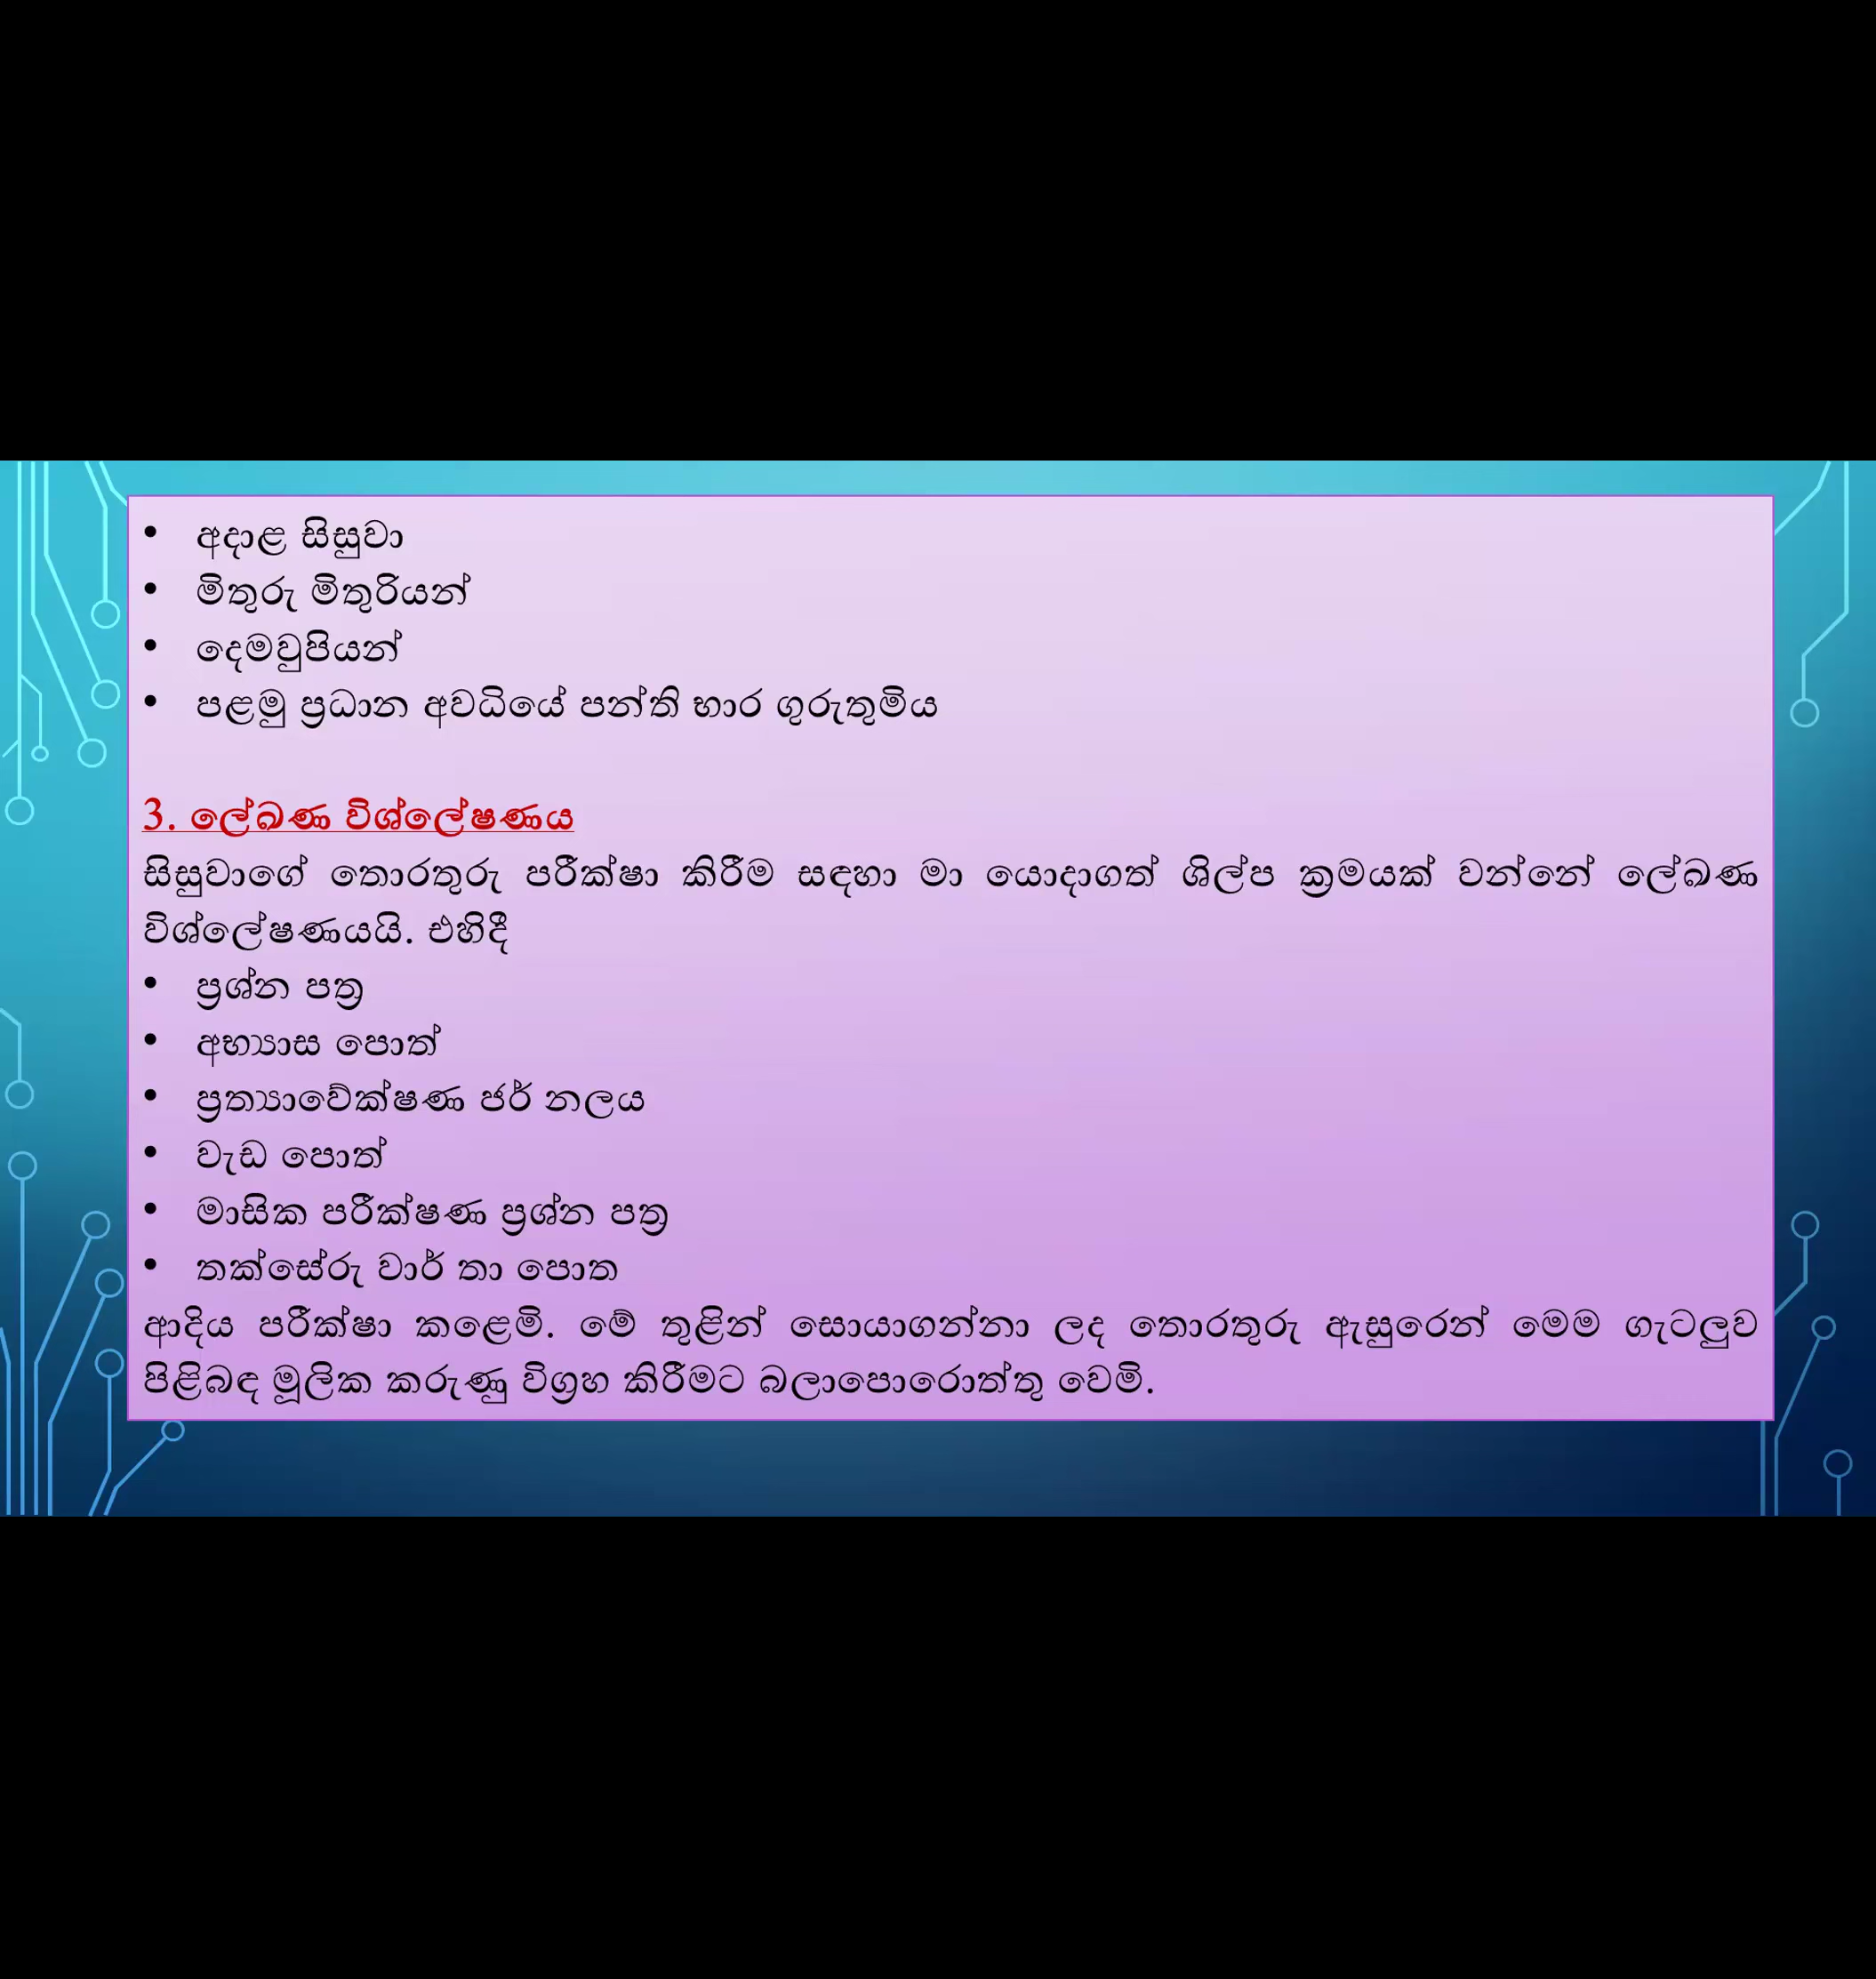 • අදාළ සිසුවා
• මිතුරු මිතුරියන්
• දෙමවුපියන්
• පළමු ප්‍රධාන අවධියේ පන්ති භාර ගුරුතුමිය
3. ලේඛණ විශ්ලේෂණය
සිසුවාගේ තොරතුරු පරීක්ෂා කිරීම සඳහා මා යොදාගත් ශිල්ප ක්‍රමයක් වන්නේ ලේඛණ
විශ්ලේෂණයයි. එහිදී
• ප්‍රශ්න පත්‍ර
• අභ්‍යාස පොත්
• ප්‍රත්‍යාවේක්ෂණ ජර් නලය
• වැඩ පොත්
• මාසික පරීක්ෂණ ප්‍රශ්න පත්‍ර
• තක්සේරු වාර් තා පොත
ආදිය පරීක්ෂා කළෙමි. මේ තුළින් සොයාගන්නා ලද තොරතුරු ඇසුරෙන් මෙම ගැටලුව
පිළිබඳ මූලික කරුණු විග්‍රහ කිරීමට බලාපොරොත්තු වෙමි.